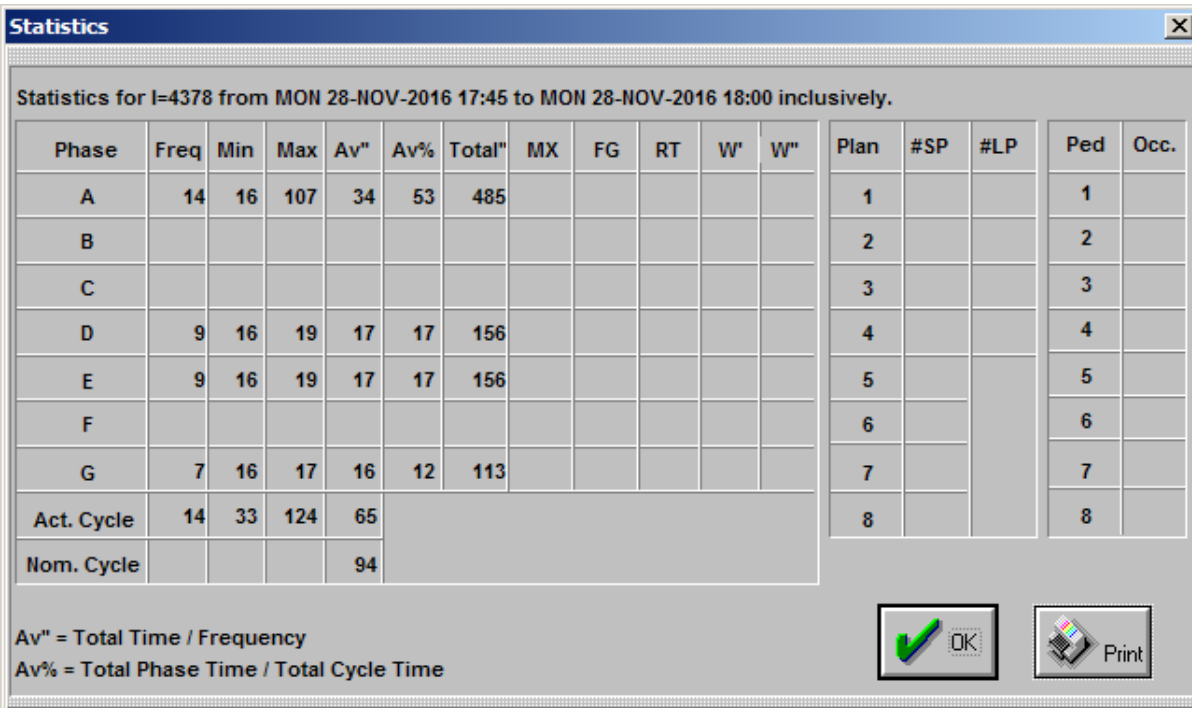 Statistics
Statistics for I=4378 from MON 28-NOV-2016 17:45 to MON 28-NOV-2016 18:00 inclusively.
Phase Freq Min Max Av" Av% Total" MX FG RT W' W"
A 14 16 107 34 53 485
B
C
D 9 16 19 17 17 156
E 9 16 19 17 17 156
F
G 7 16 17 16 12 113
Act. Cycle 14 33 124 65
Nom. Cycle 94
Plan #SP #LP
1
2
3
4
5
6
7
8
Ped Occ.
1
2
3
4
5
6
7
8
Av" = Total Time / Frequency
Av% = Total Phase Time / Total Cycle Time
OK
Print